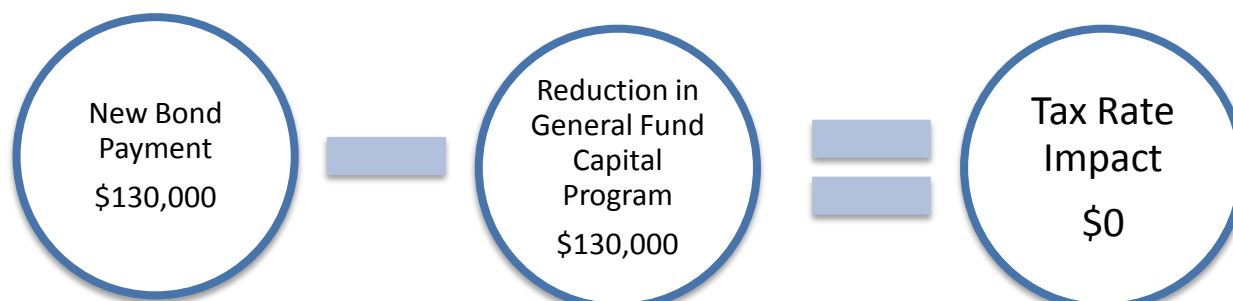 New Bond
Payment
$130,000
Reduction in
General Fund
Capital
Program
$130,000
Tax Rate
Impact
$0